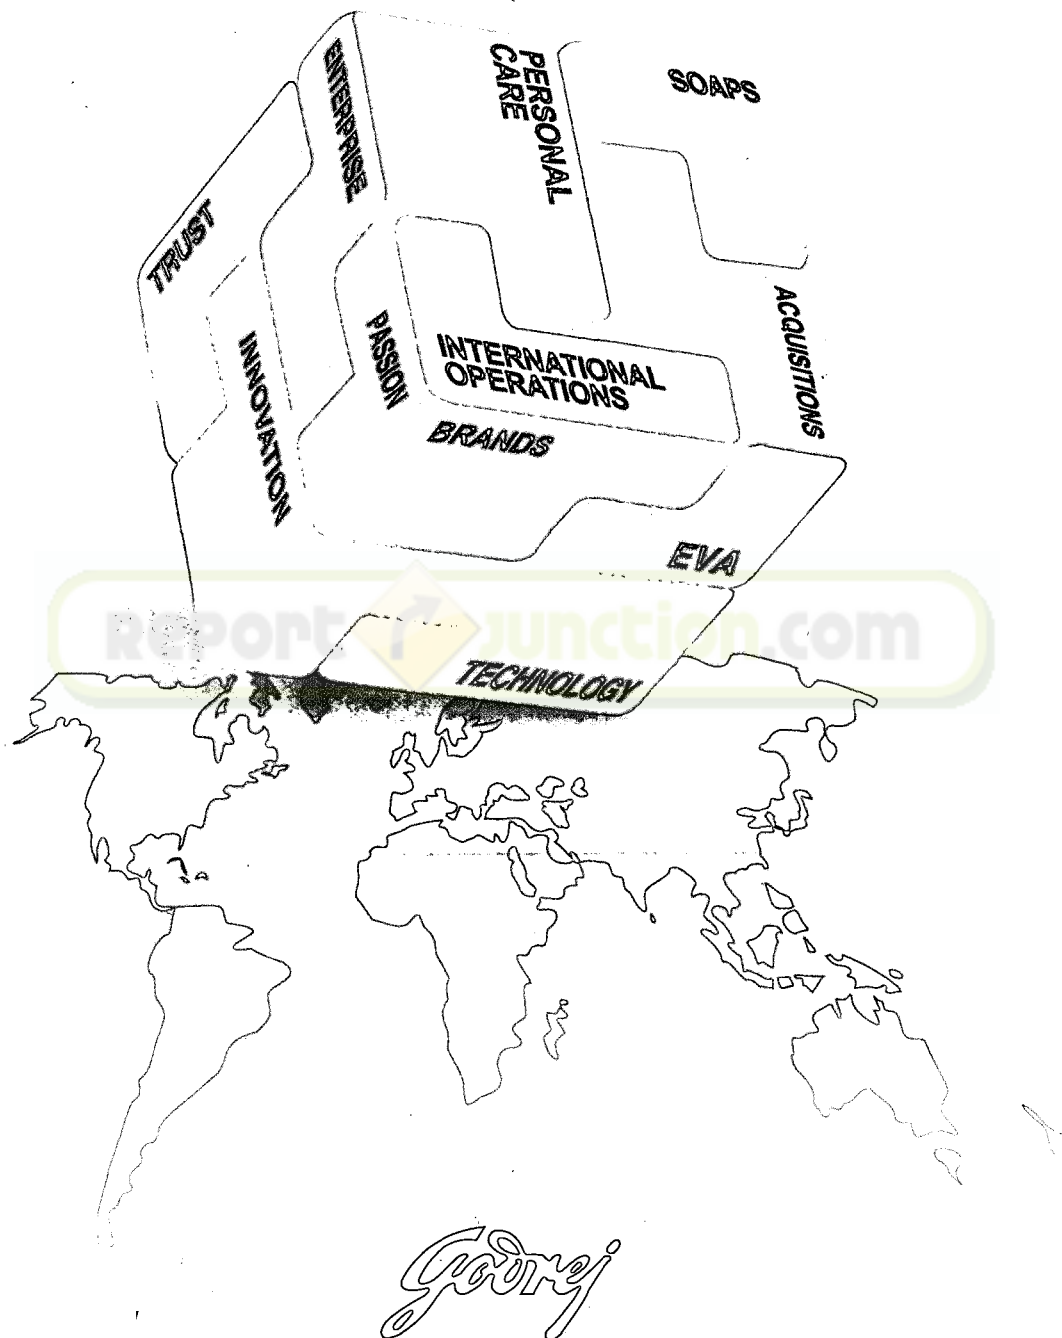 ENTERPRISE
PERSONAL
CARE
SOAPS
TRUST
INNOVATION
PASSION
INTERNATIONAL
OPERATIONS
ACQUISITIONS
BRANDS
EVA
TECHNOLOGY
REPORT JUNCTION.COM
Godrej